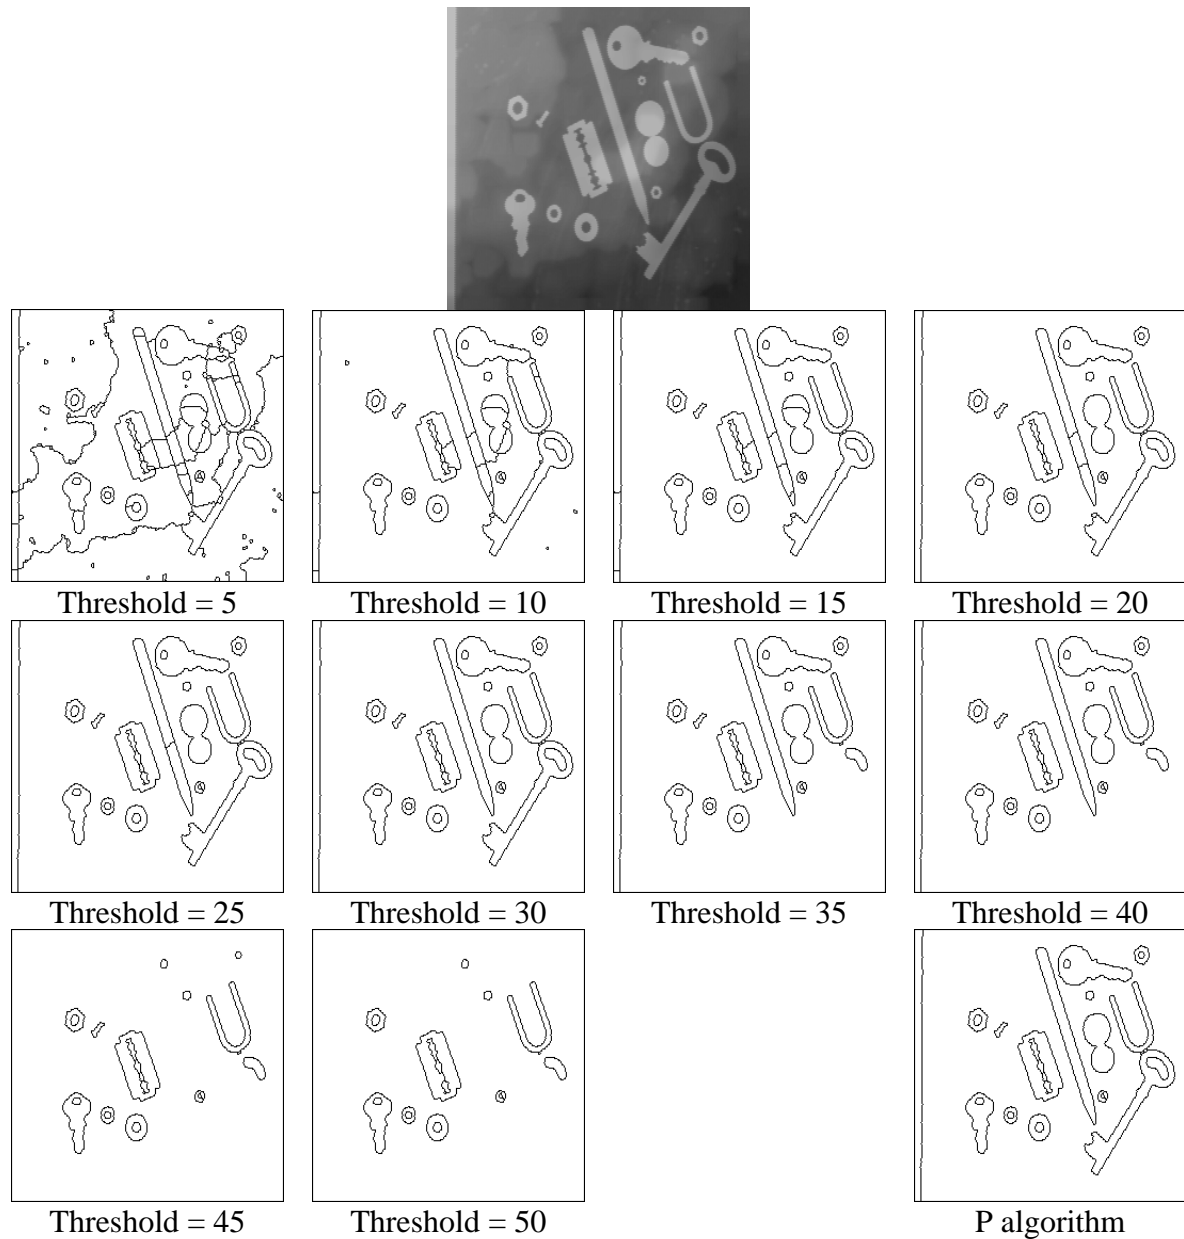 Threshold = 5
Threshold = 10
Threshold = 15
Threshold = 20
Threshold = 25
Threshold = 30
Threshold = 35
Threshold = 40
Threshold = 45
Threshold = 50
P algorithm